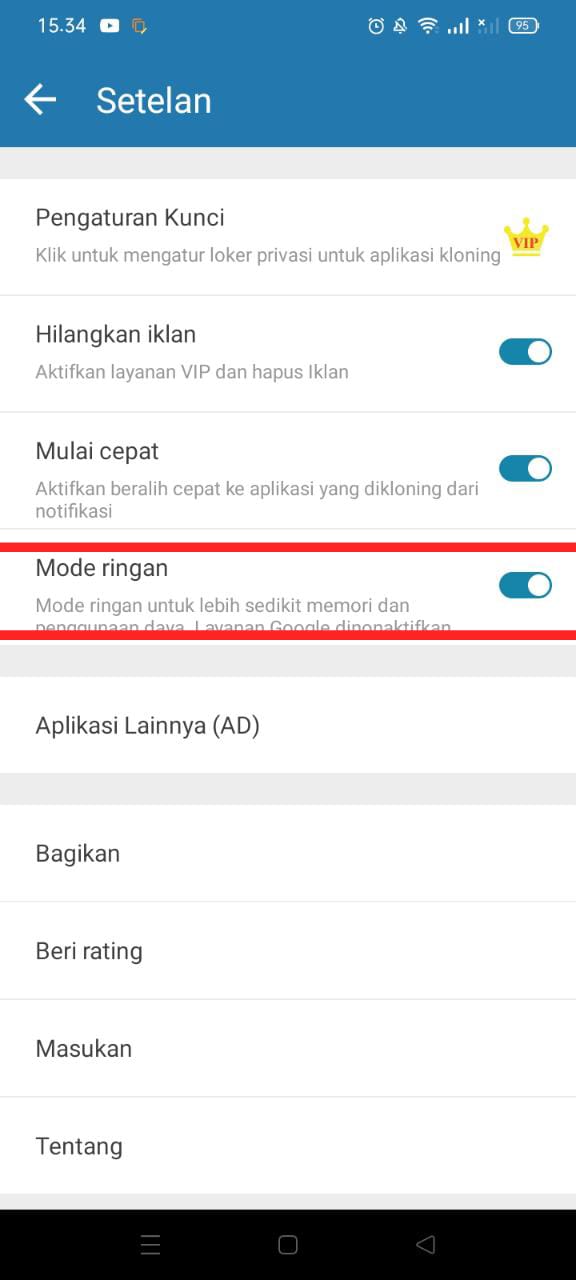 15.34
95
Setelan
Pengaturan Kunci
Klik untuk mengatur loker privasi untuk aplikasi kloning
VIP
Hilangkan iklan
Aktifkan layanan VIP dan hapus Iklan
Mulai cepat
Aktifkan beralih cepat ke aplikasi yang dikloning dari
notifikasi
Mode ringan
Mode ringan untuk lebih sedikit memori dan
penggunaan daya. Layanan Google dinonaktifkan
Aplikasi Lainnya (AD)
Bagikan
Beri rating
Masukan
Tentang